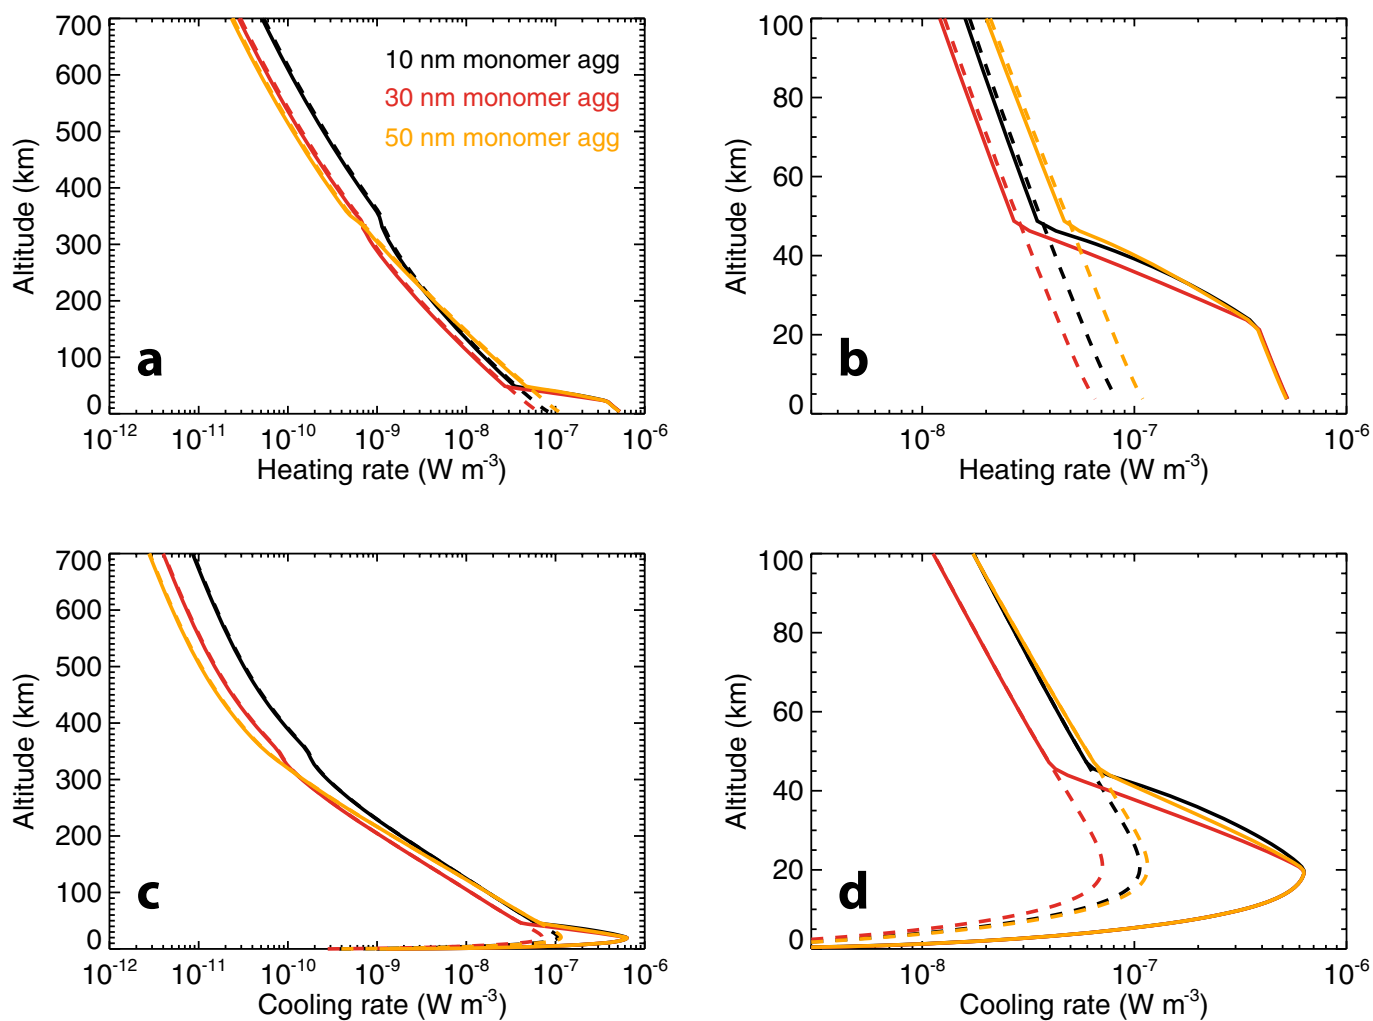 700
600
500
400
300
200
100
0
Altitude (km)
10 nm monomer agg
30 nm monomer agg
50 nm monomer agg
a
10-12 10-11 10-10 10-9 10-8 10-7 10-6
Heating rate (W m-3)
100
80
60
40
20
0
Altitude (km)
b
10-8 10-7 10-6
Heating rate (W m-3)
700
600
500
400
300
200
100
0
Altitude (km)
c
10-12 10-11 10-10 10-9 10-8 10-7 10-6
Cooling rate (W m-3)
100
80
60
40
20
0
Altitude (km)
d
10-8 10-7 10-6
Cooling rate (W m-3)